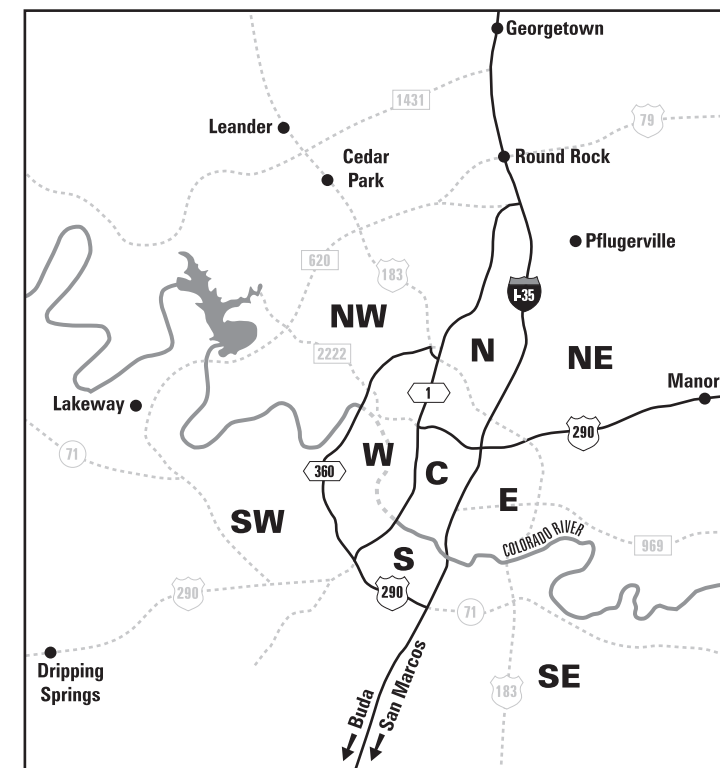 Georgetown
1431
79
Leander
Cedar
Park
Round Rock
Pflugerville
620
183
I-35
NW
2222
N
NE
Manor
1
Lakeway
290
71
W
C
360
E
SW
COLORADO RIVER
969
S
290
290
71
Dripping
Springs
SE
183
Buda
San Marcos